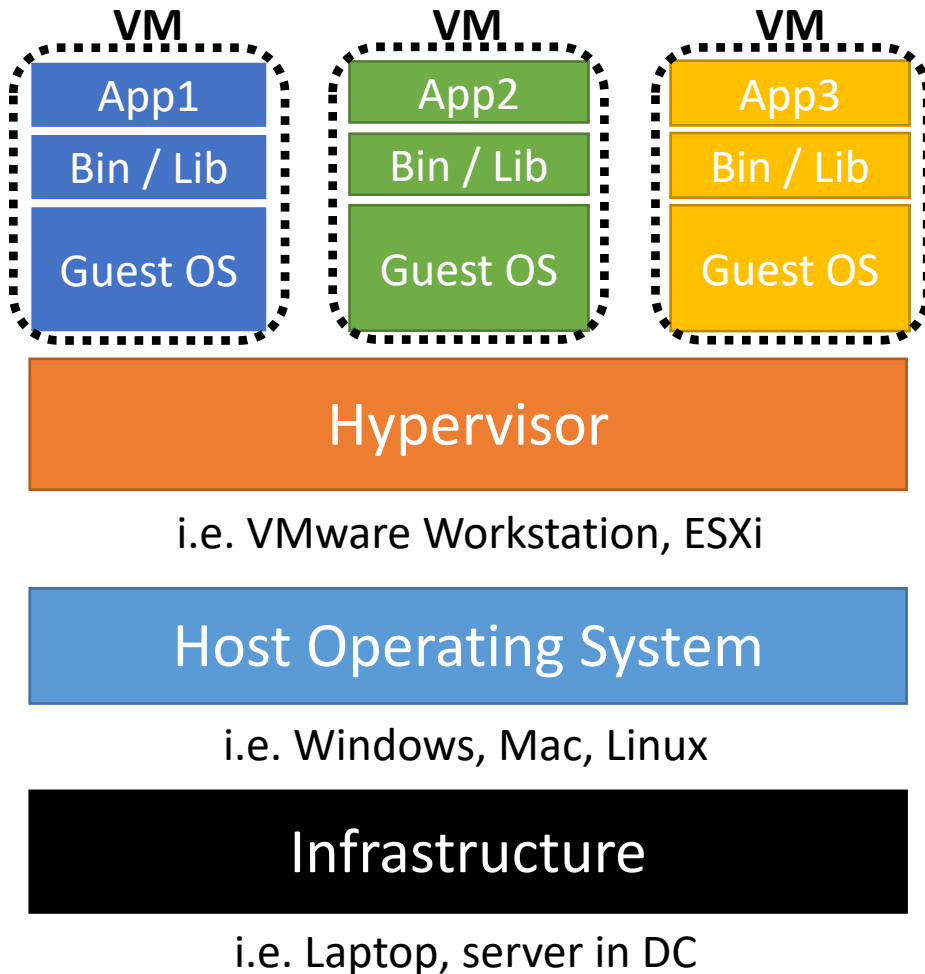 VM VM VM
App1 App2 App3
Bin / Lib Bin / Lib Bin / Lib
Guest OS Guest OS Guest OS
Hypervisor
i.e. VMware Workstation, ESXi
Host Operating System
i.e. Windows, Mac, Linux
Infrastructure
i.e. Laptop, server in DC